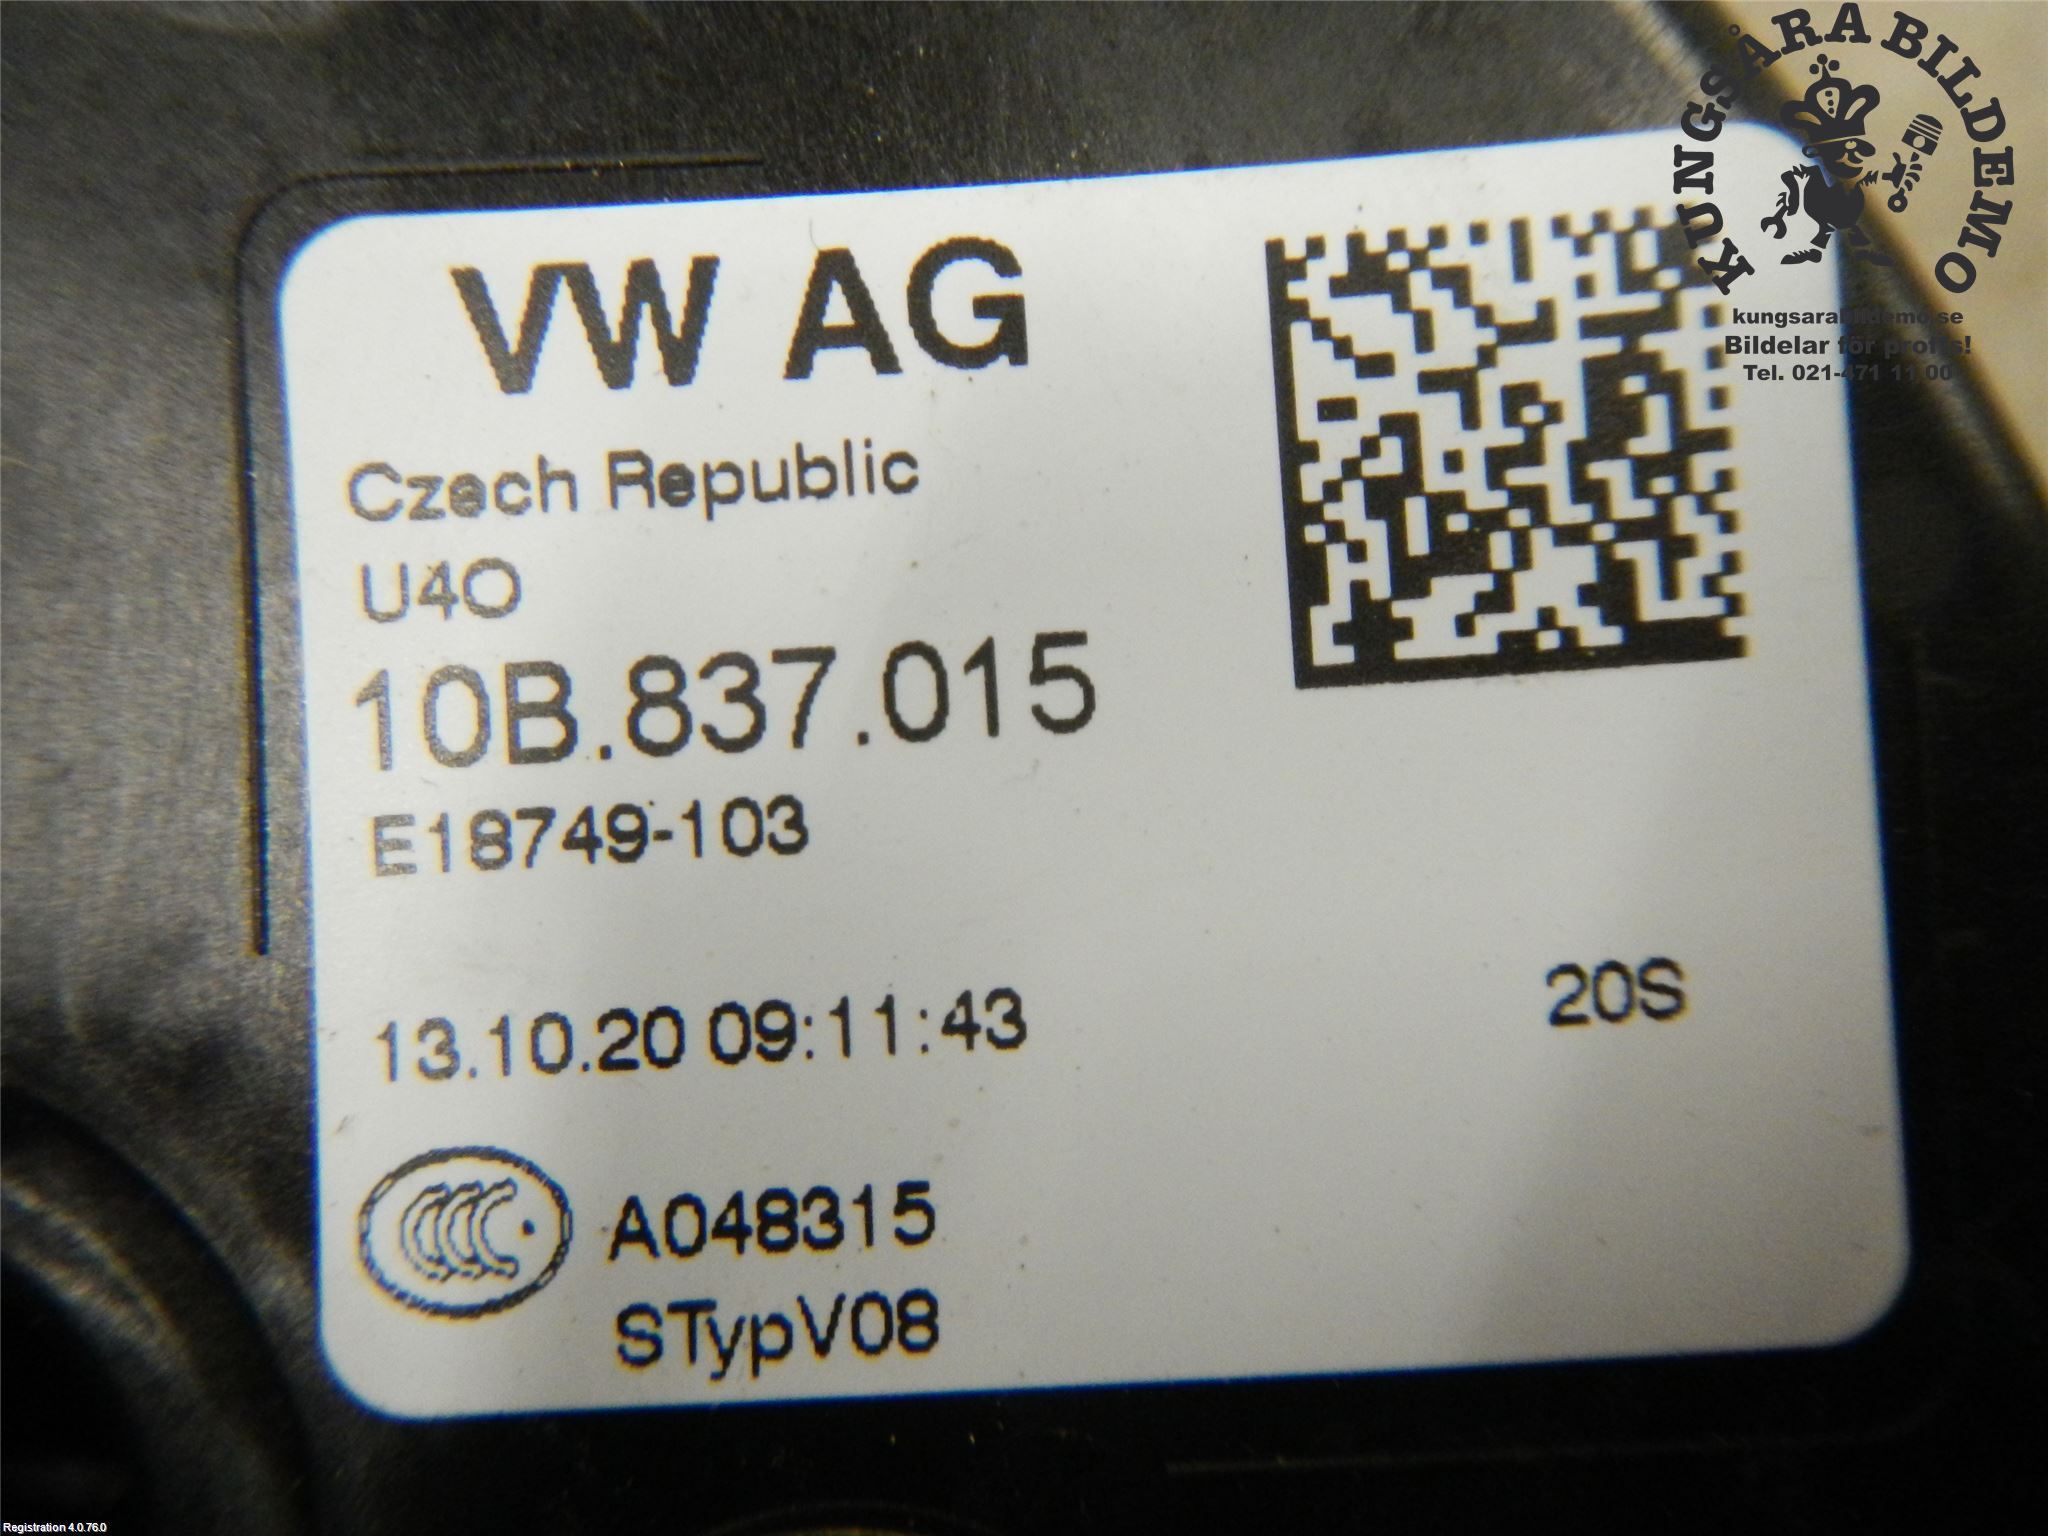 VW AG
Czech Republic
U4O
10B.837.015
E18749-103
13.10.20 09:11:43
20S
CCC
A048315
STypV08
KUNGSÅRA BILDEMO
kungsarabildemo.se
Bildelar för proffs!
Tel. 021-471 11 00
Registration 4.0.76.0